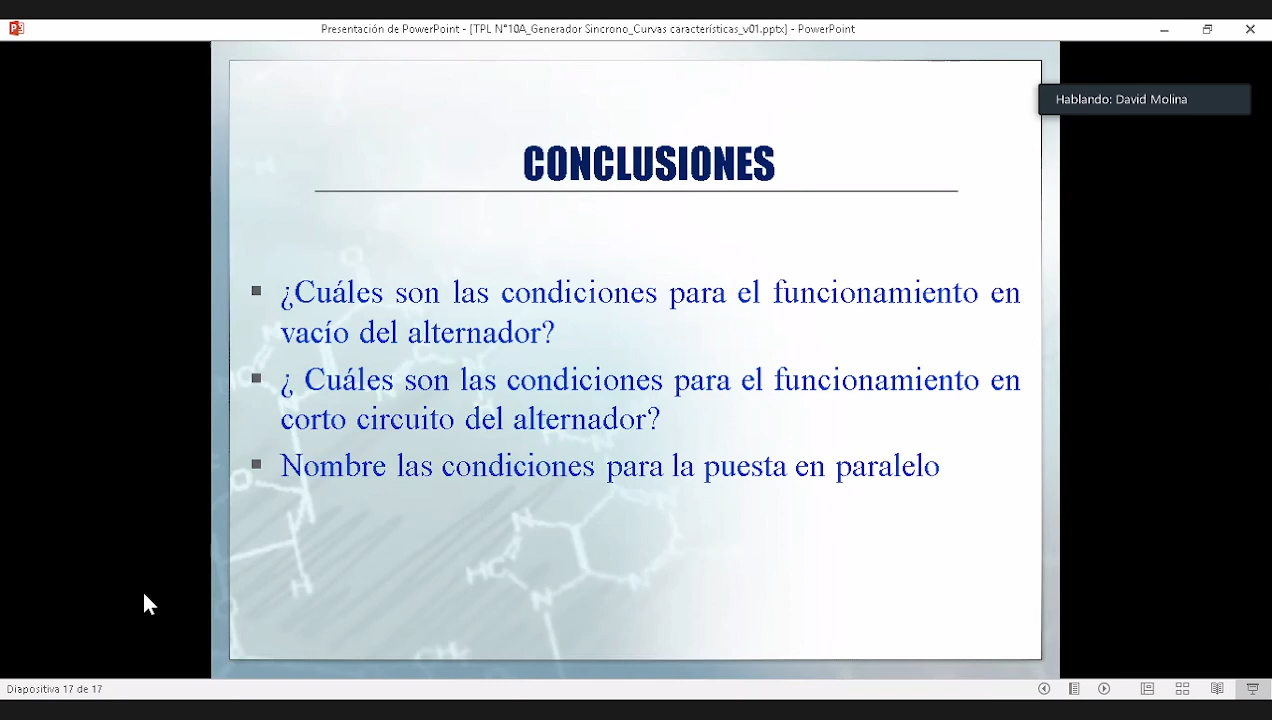 Presentación de PowerPoint - [TPL N°10A_Generador Sincrono_Curvas características_v01.pptx] - PowerPoint
Hablando: David Molina
CONCLUSIONES
▪ ¿Cuáles son las condiciones para el funcionamiento en
vacío del alternador?
▪ ¿ Cuáles son las condiciones para el funcionamiento en
corto circuito del alternador?
▪ Nombre las condiciones para la puesta en paralelo
Diapositiva 17 de 17